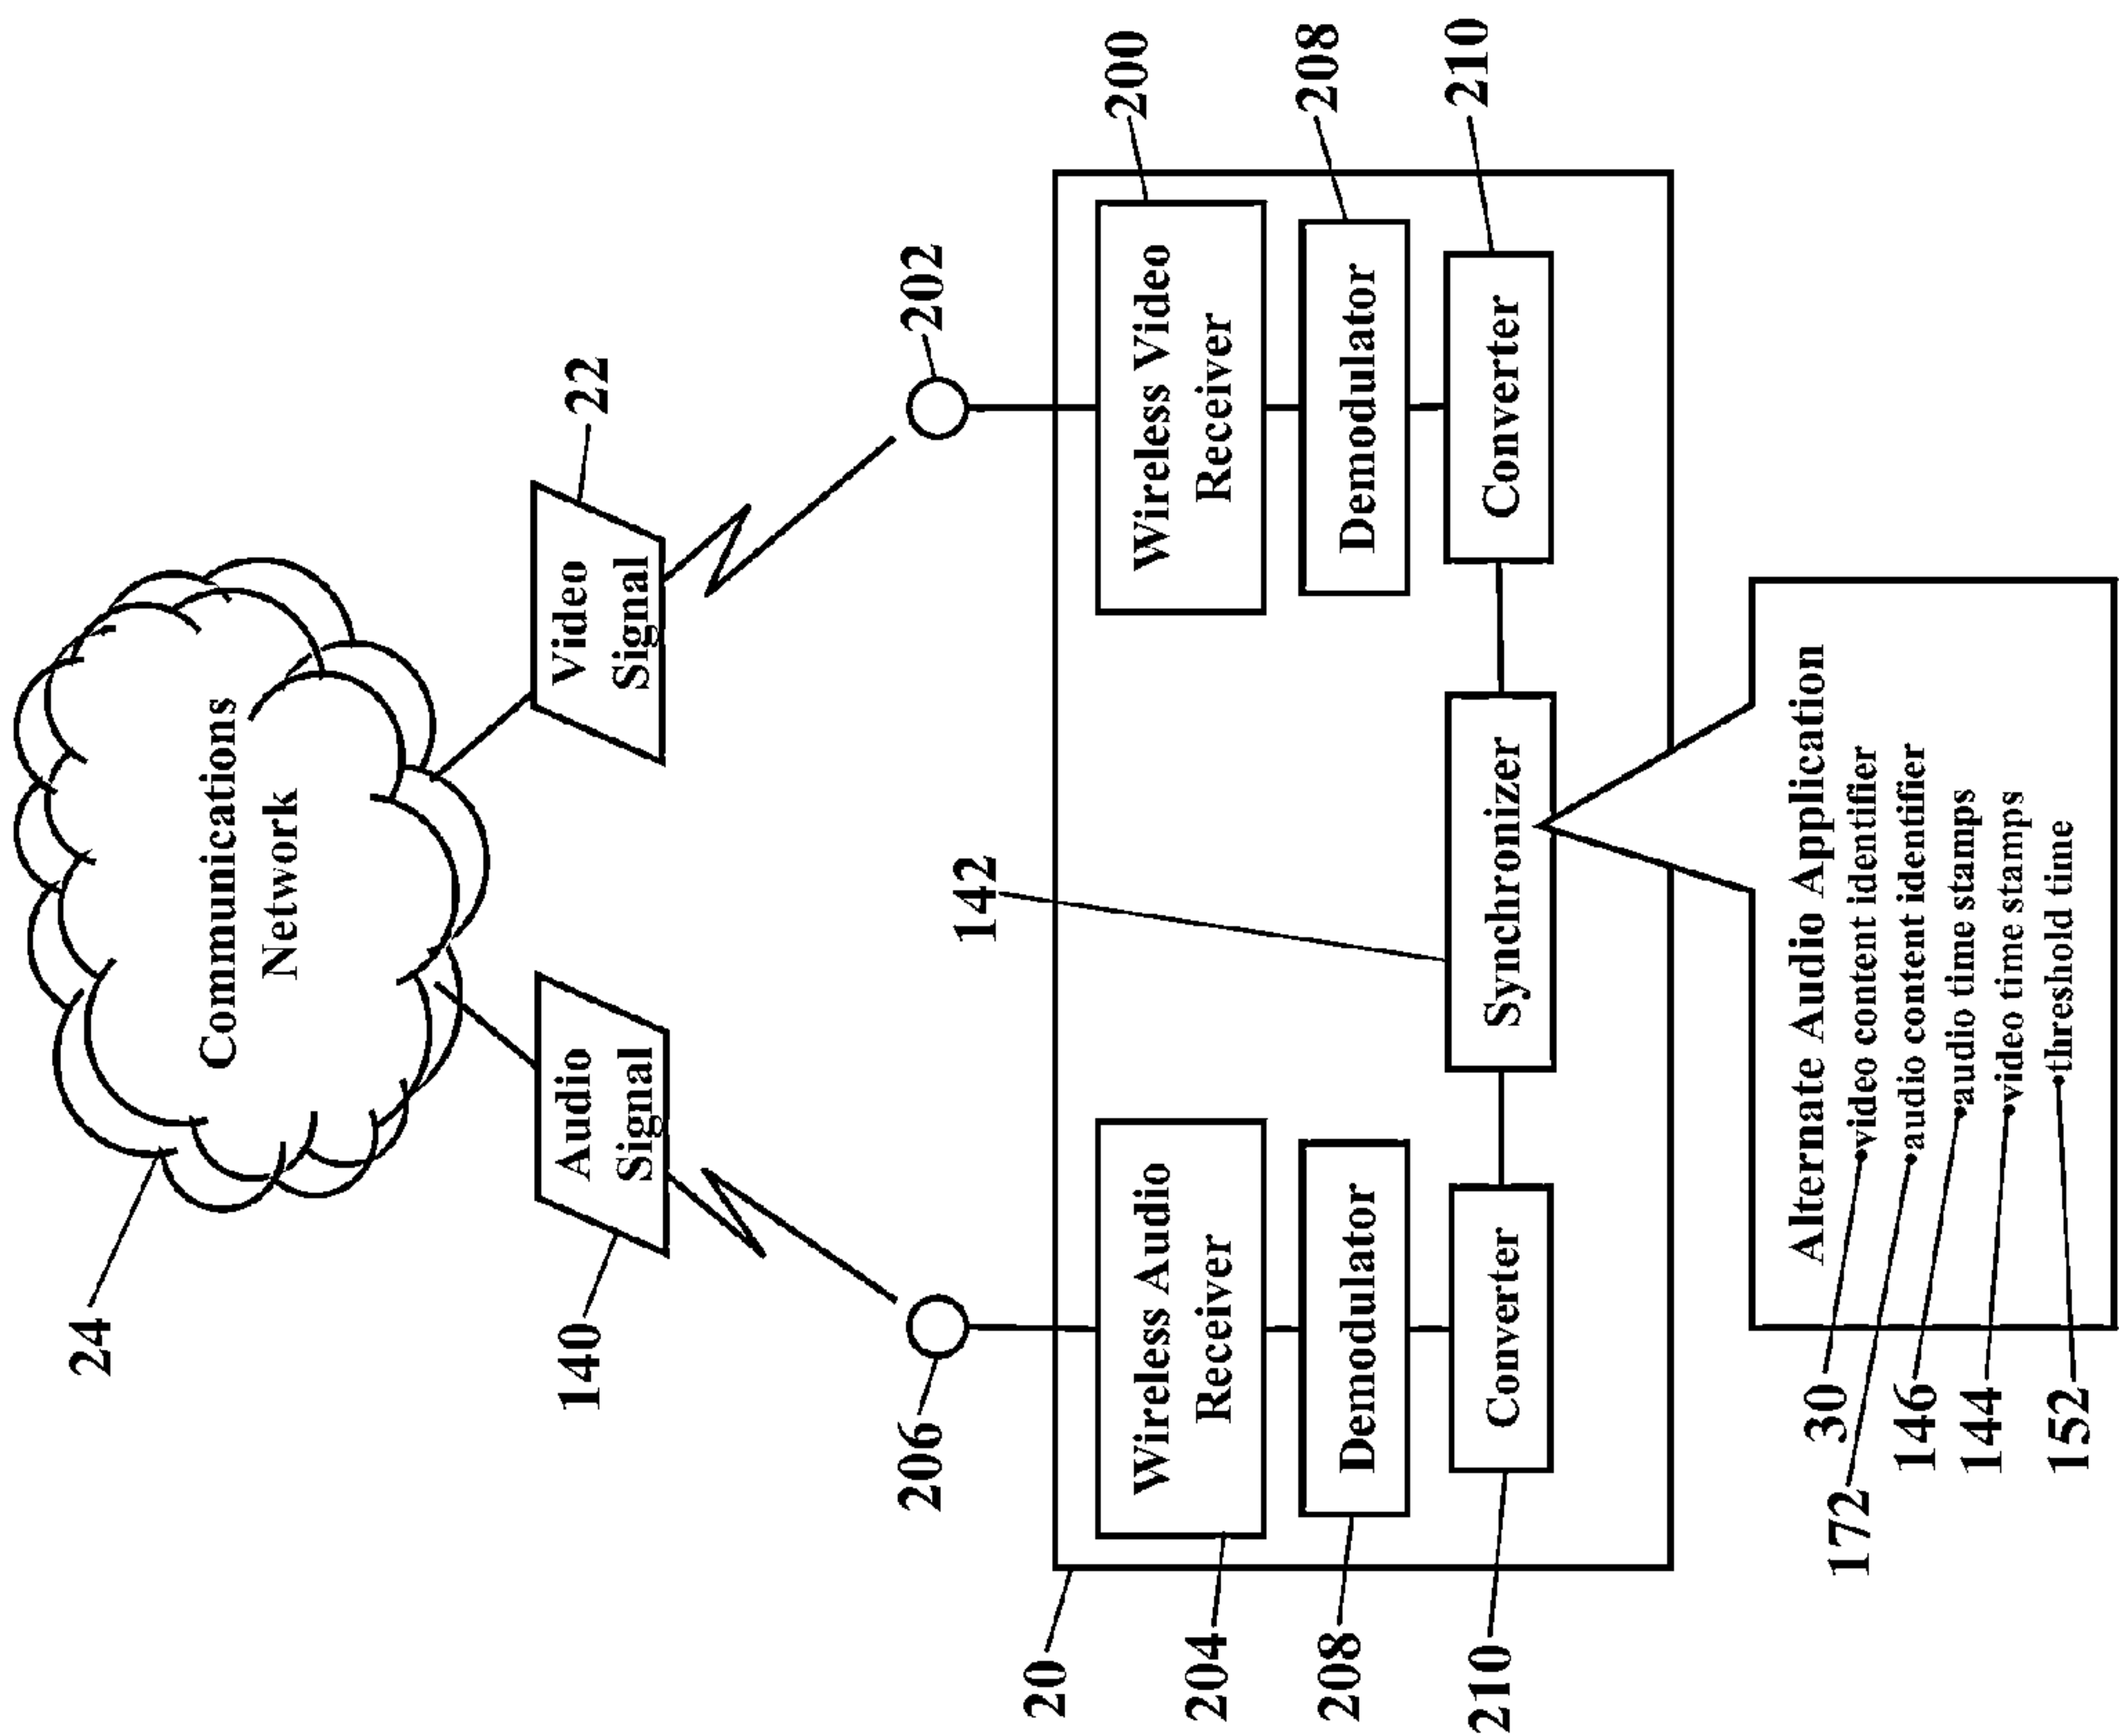 24
Communications
Network
140
Audio
Signal
Video
Signal
22
206
202
142
20
Wireless Audio
Receiver
204
Wireless Video
Receiver
200
Demodulator
208
Demodulator
208
Converter
210
Synchronizer
Converter
210
Alternate Audio Application
30
•video content identifier
172
•audio content identifier
146
•audio time stamps
144
•video time stamps
152
•threshold time